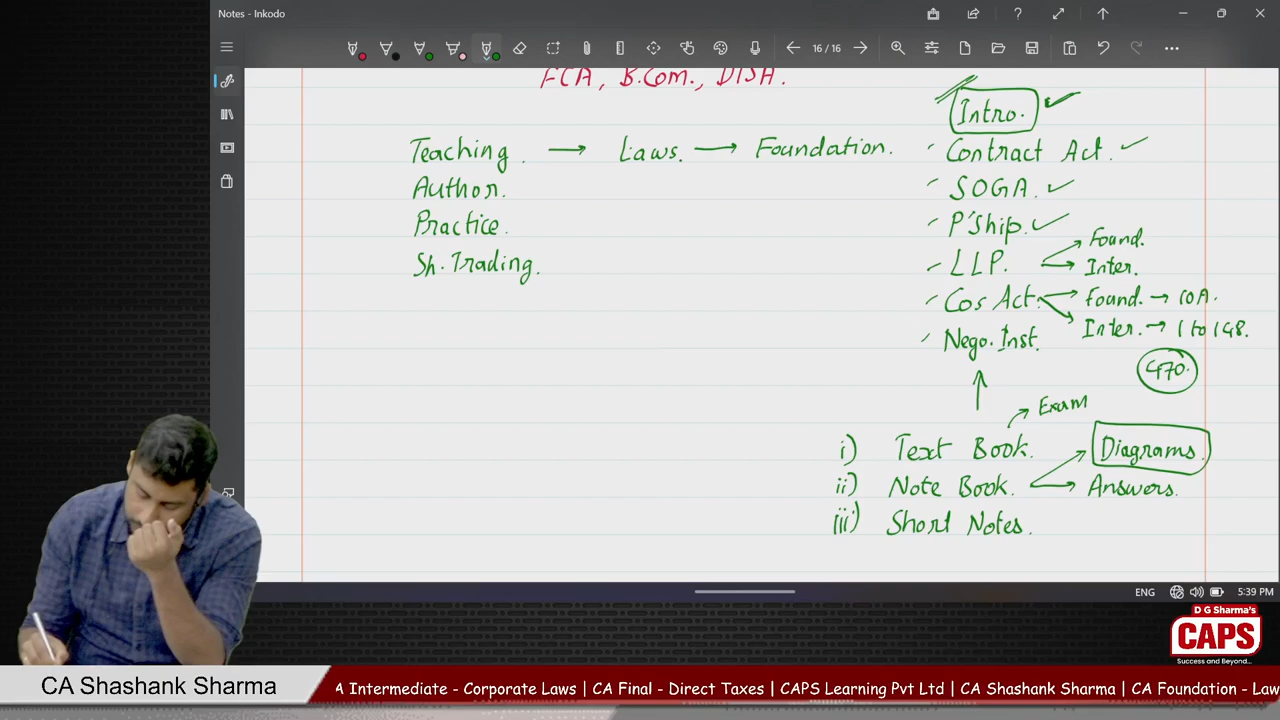 Notes - Inkodo
16/16
FCA, B.Com., DISA.
Intro.
Teaching. → Laws. → Foundation.
Author.
Practice.
Sh. Trading.
Contract Act.
SOGA.
P'Ship.
LLP. → Found.
→ Inter.
Cos Act. → Found. → COA.
→ Inter. → 1 to 148.
470.
Nego. Inst.
Exam
i) Text Book.
ii) Note Book. → Diagrams.
→ Answers.
iii) Short Notes.
ENG 5:39 PM
D G Sharma's
CAPS
Success and Beyond...
CA Shashank Sharma
A Intermediate - Corporate Laws | CA Final - Direct Taxes | CAPS Learning Pvt Ltd | CA Shashank Sharma | CA Foundation - Law